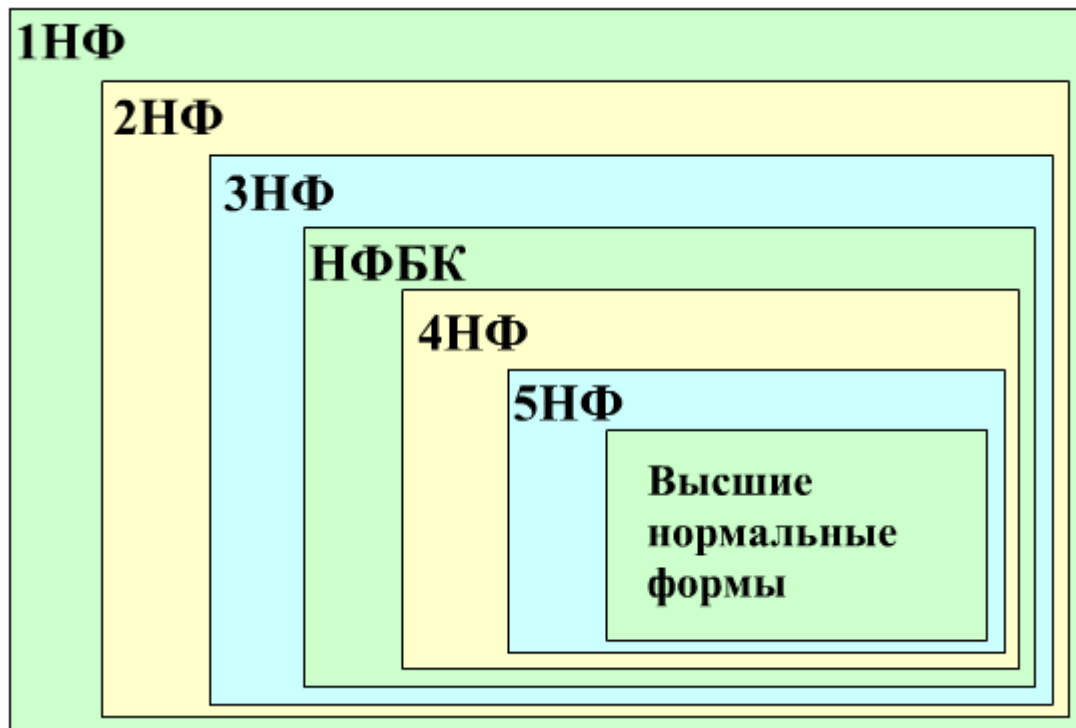 1НФ
2НФ
3НФ
НФБК
4НФ
5НФ
Высшие
нормальные
формы